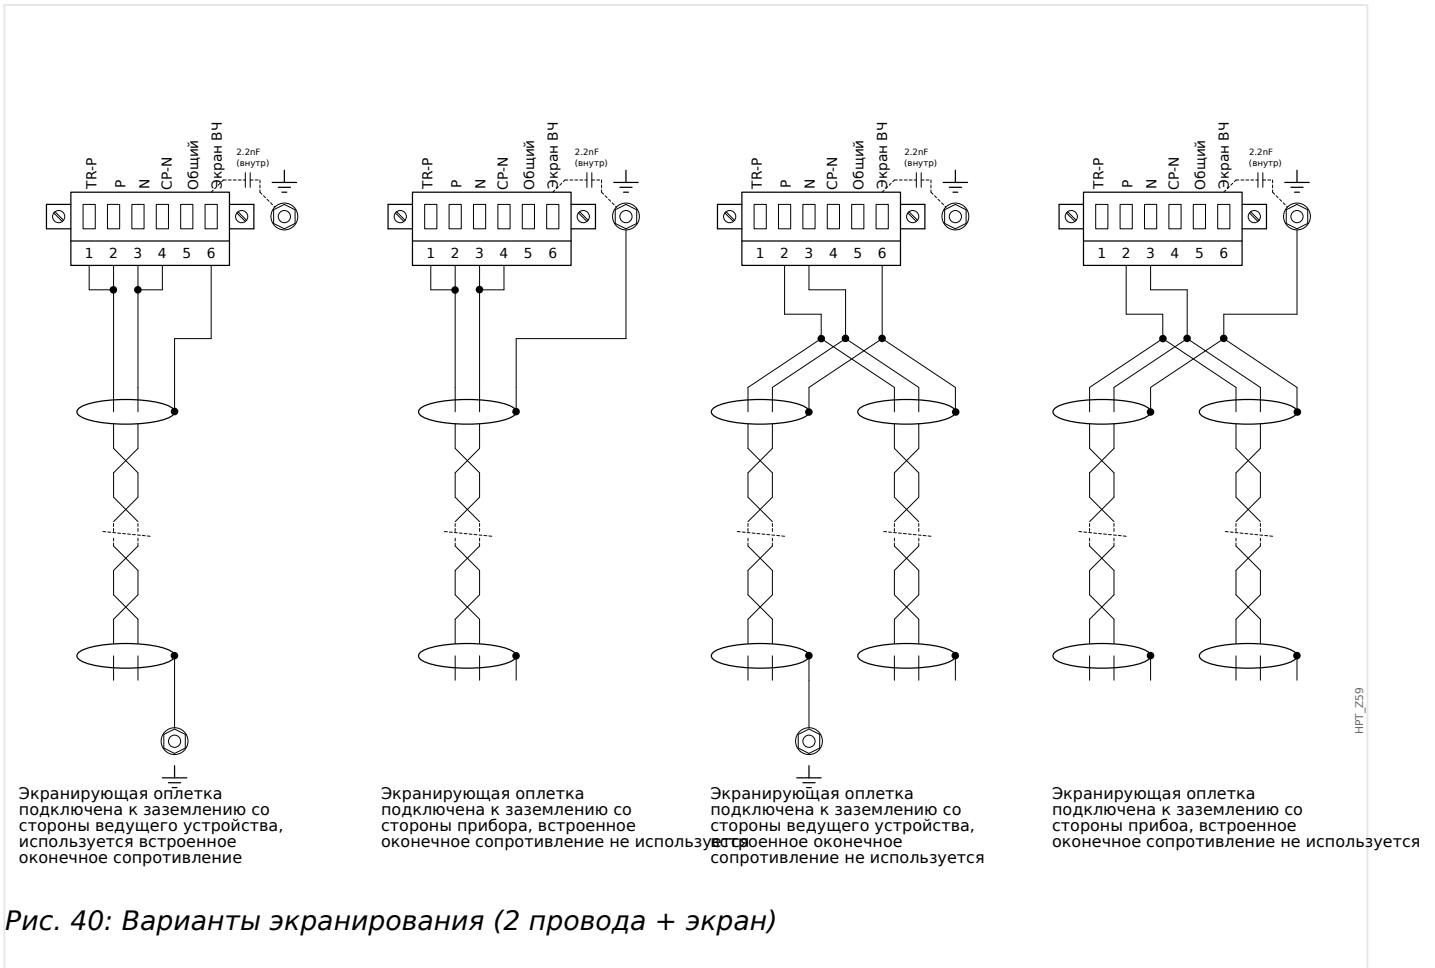 TR-P
P
N
CP-N
Общий
Экран ВЧ
2.2nF
(внутр)
1 2 3 4 5 6
TR-P
P
N
CP-N
Общий
Экран ВЧ
2.2nF
(внутр)
1 2 3 4 5 6
TR-P
P
N
CP-N
Общий
Экран ВЧ
2.2nF
(внутр)
1 2 3 4 5 6
TR-P
P
N
CP-N
Общий
Экран ВЧ
2.2nF
(внутр)
1 2 3 4 5 6
HPT_Z59
Экранирующая оплетка
подключена к заземлению со
стороны ведущего устройства,
используется встроенное
оконечное сопротивление
Экранирующая оплетка
подключена к заземлению со
стороны прибора, встроенное
оконечное сопротивление не используется
Экранирующая оплетка
подключена к заземлению со
стороны ведущего устройства,
встроенное оконечное
сопротивление не используется
Экранирующая оплетка
подключена к заземлению со
стороны прибоа, встроенное
оконечное сопротивление не используется
Рис. 40: Варианты экранирования (2 провода + экран)